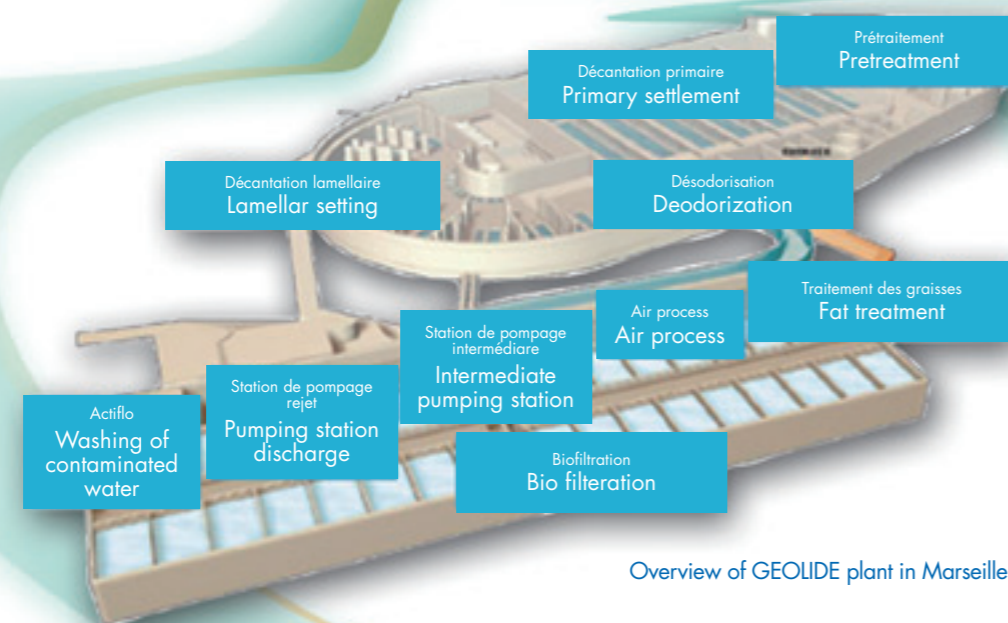 Prétraitement
Pretreatment
Décantation primaire
Primary settlement
Décantation lamellaire
Lamellar setting
Désodorisation
Deodorization
Traitement des graisses
Fat treatment
Air process
Air process
Station de pompage
intermédiare
Intermediate
pumping station
Station de pompage
rejet
Pumping station
discharge
Actiflo
Washing of
contaminated
water
Biofiltration
Bio filteration
Overview of GEOLIDE plant in Marseille